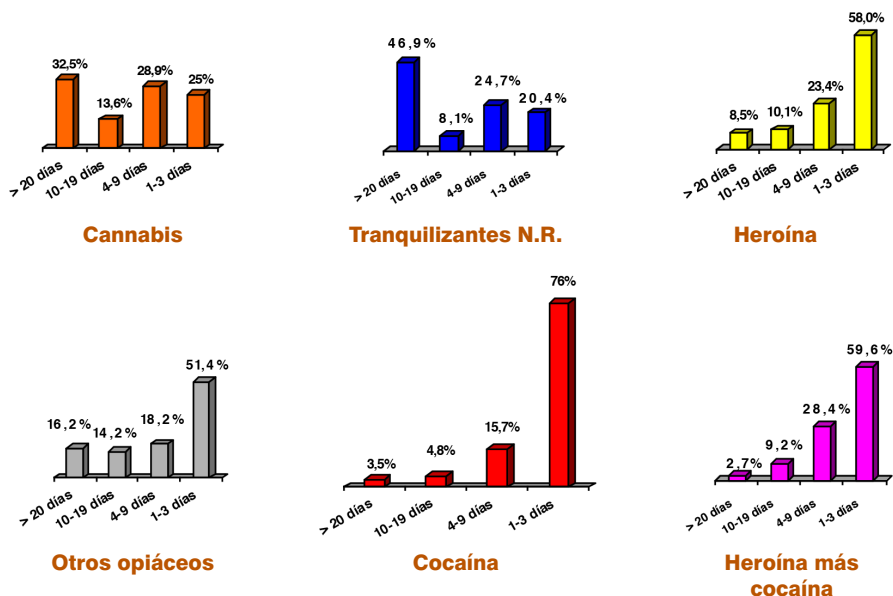 32,5%
13,6%
28,9%
25%
> 20 días
10-19 días
4-9 días
1-3 días
Cannabis
46,9%
8,1%
24,7%
20,4%
> 20 días
10-19 días
4-9 días
1-3 días
Tranquilizantes N.R.
8,5%
10,1%
23,4%
58,0%
> 20 días
10-19 días
4-9 días
1-3 días
Heroína
16,2%
14,2%
18,2%
51,4%
> 20 días
10-19 días
4-9 días
1-3 días
Otros opiáceos
3,5%
4,8%
15,7%
76%
> 20 días
10-19 días
4-9 días
1-3 días
Cocaína
2,7%
9,2%
28,4%
59,6%
> 20 días
10-19 días
4-9 días
1-3 días
Heroína más
cocaína